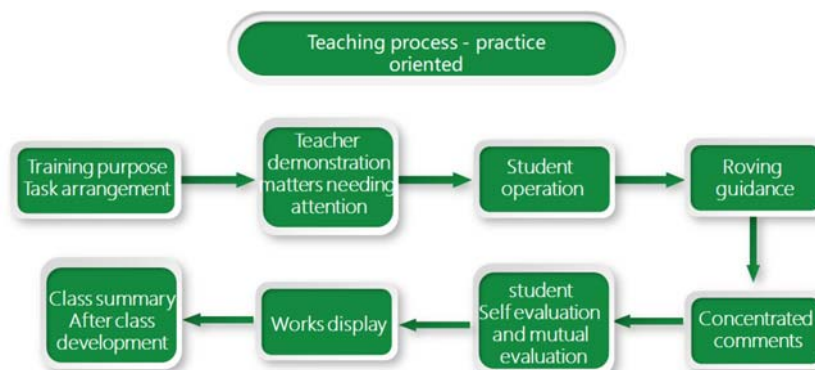 Teaching process - practice
oriented
Training purpose
Task arrangement
Teacher
demonstration
matters needing
attention
Student
operation
Roving
guidance
Concentrated
comments
student
Self evaluation
and mutual
evaluation
Works display
Class summary
After class
development